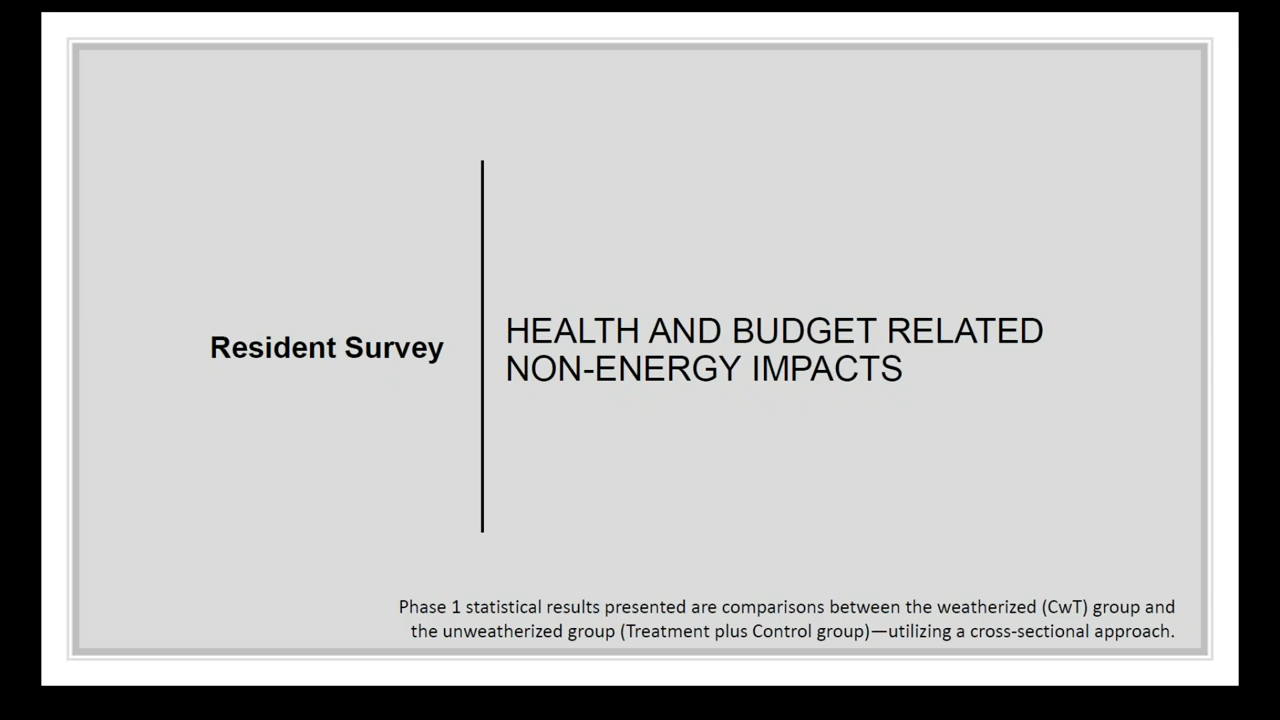 Resident Survey
HEALTH AND BUDGET RELATED
NON-ENERGY IMPACTS
Phase 1 statistical results presented are comparisons between the weatherized (CwT) group and
the unweatherized group (Treatment plus Control group)—utilizing a cross-sectional approach.